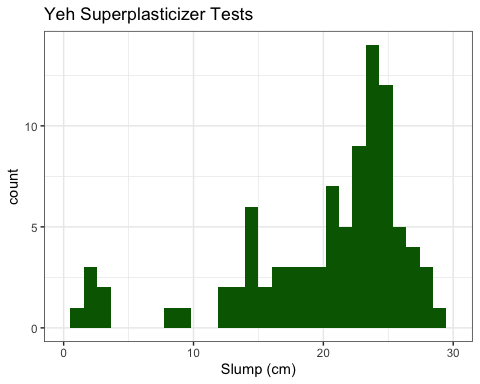 Yeh Superplasticizer Tests
count
10
5
0
0 10 20 30
Slump (cm)